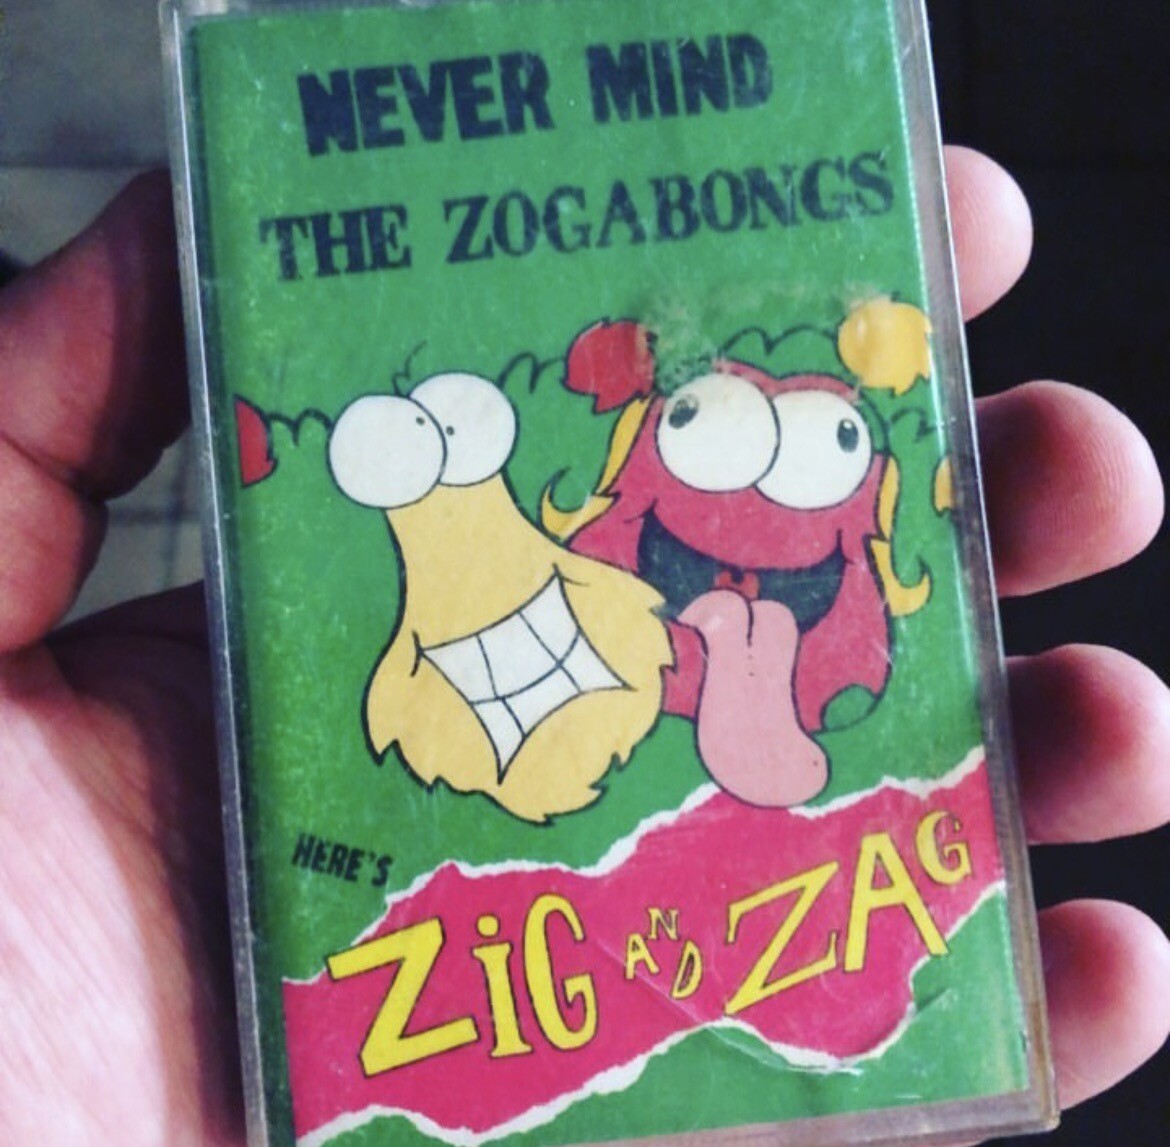 NEVER MIND
THE ZOGABONGS
HERE'S
ZiG AND ZAG